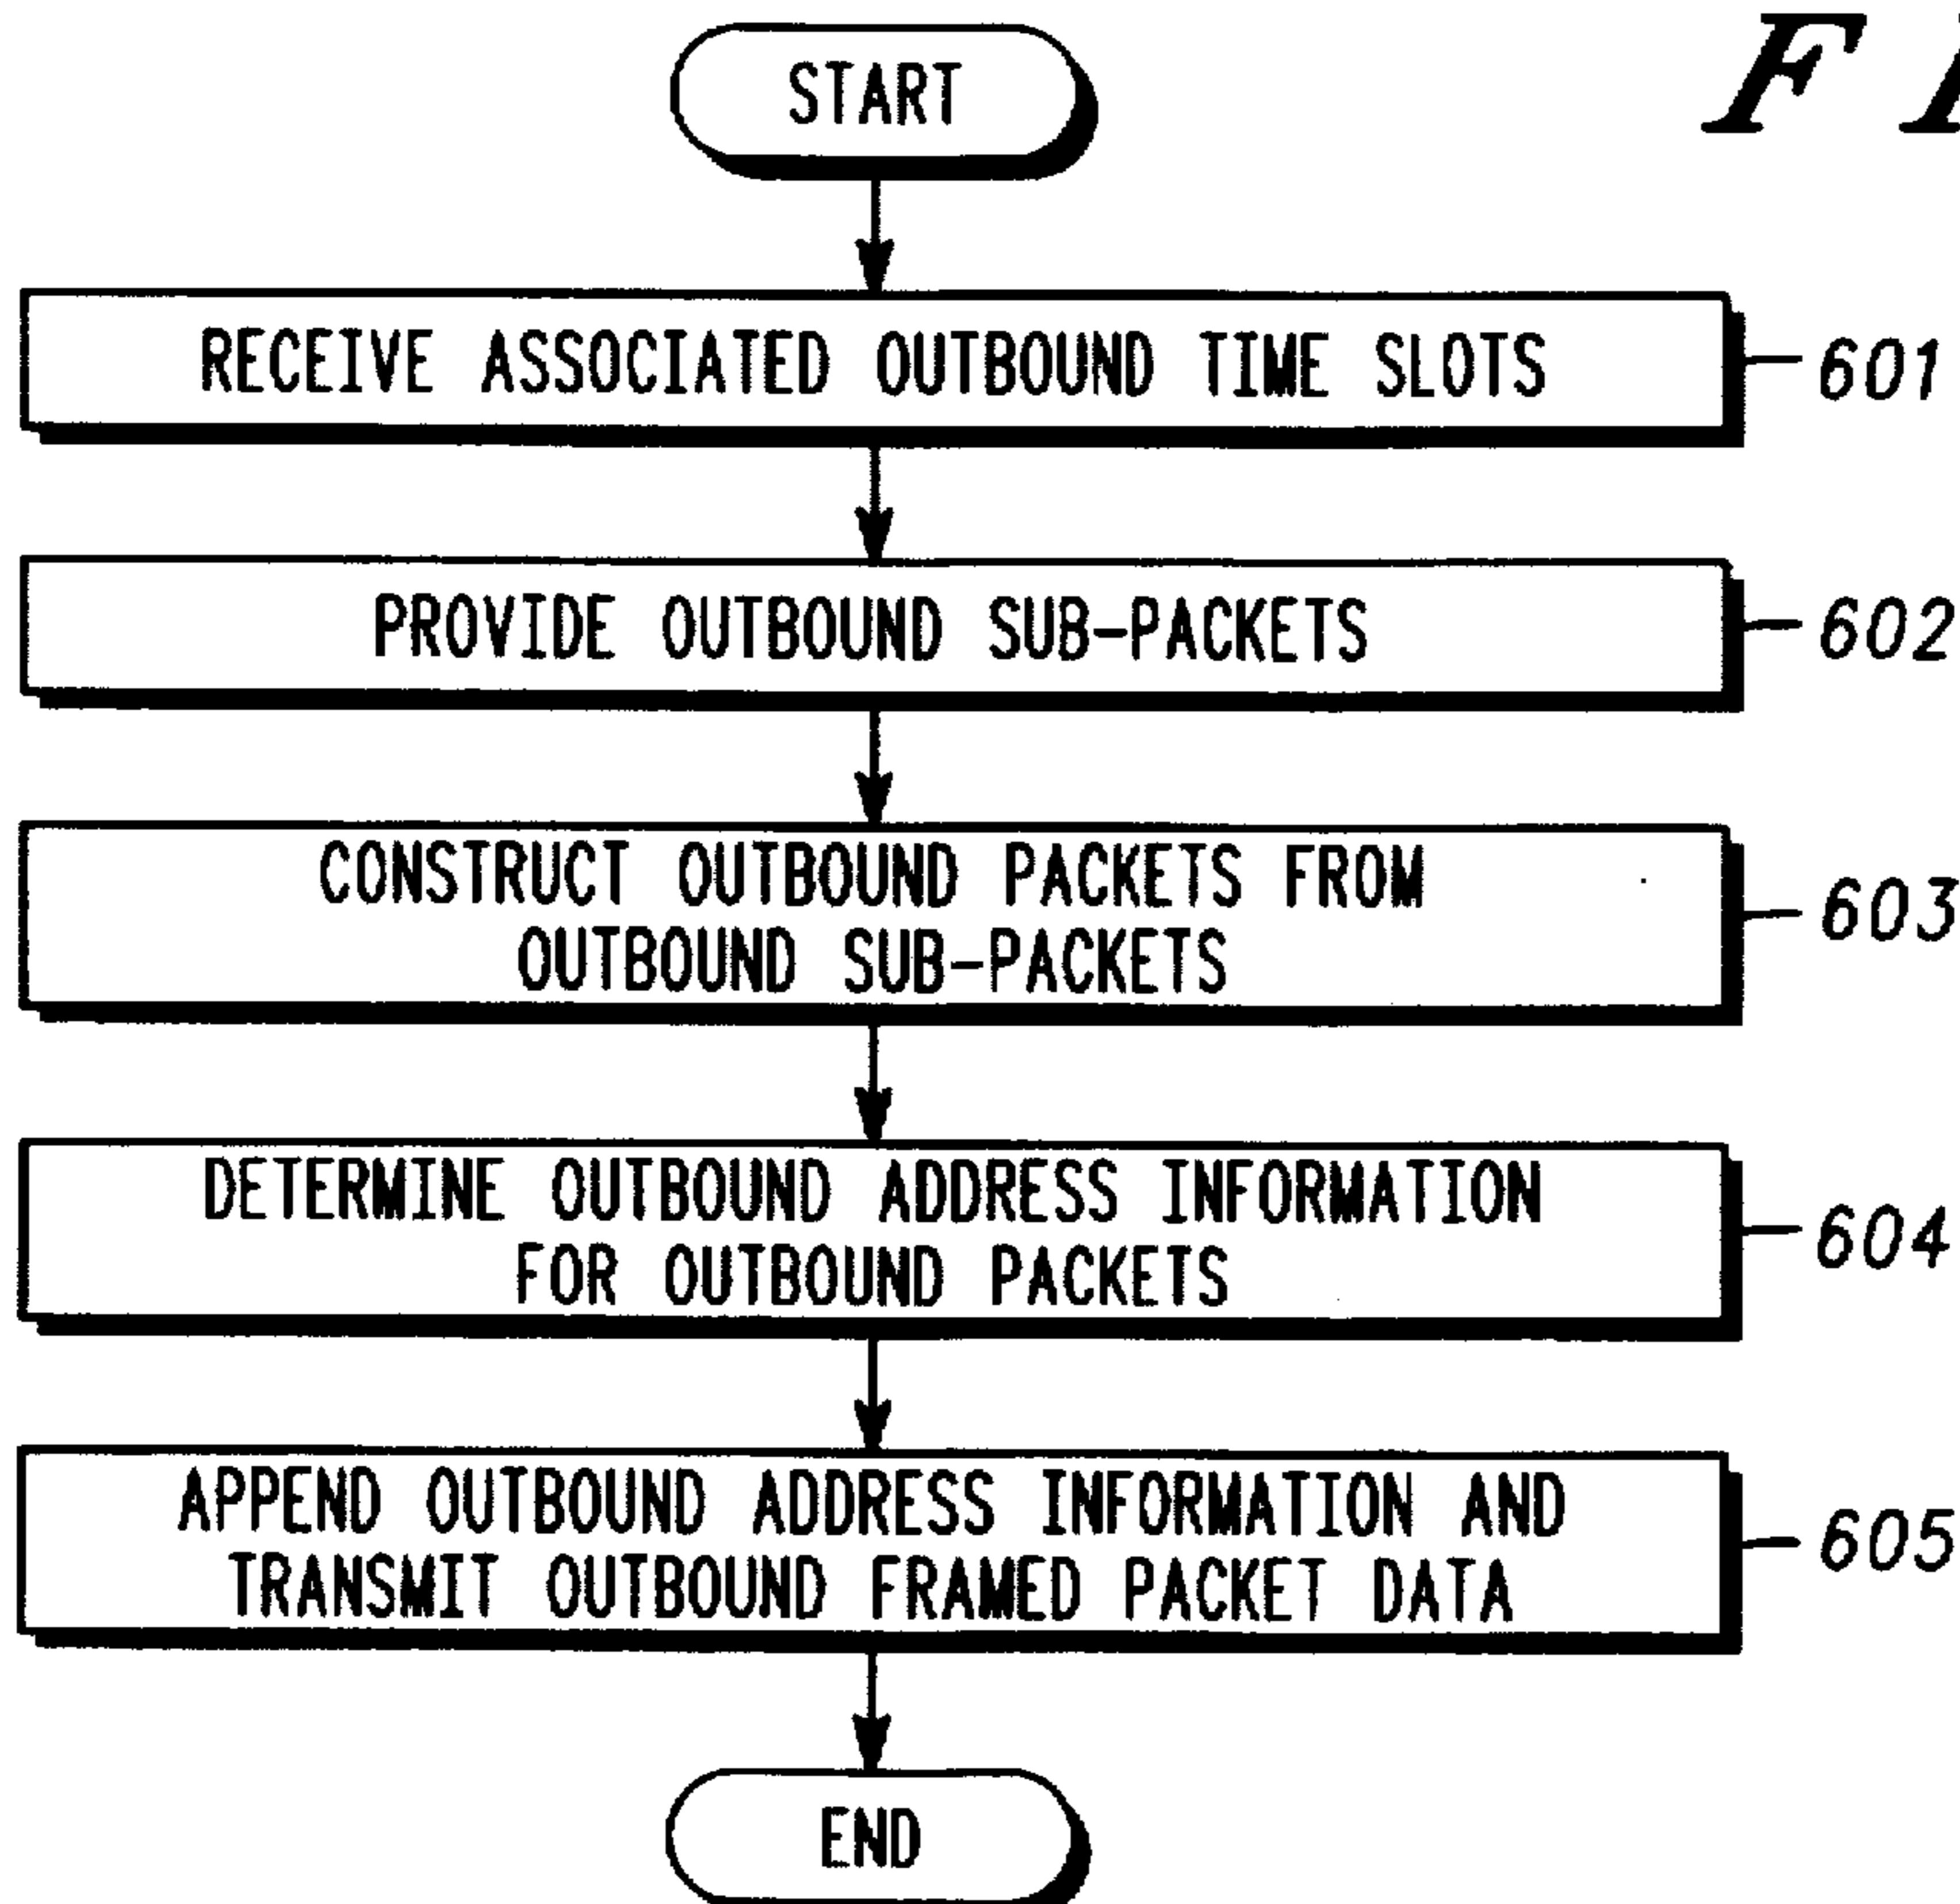 START
RECEIVE ASSOCIATED OUTBOUND TIME SLOTS
601
PROVIDE OUTBOUND SUB-PACKETS
602
CONSTRUCT OUTBOUND PACKETS FROM
OUTBOUND SUB-PACKETS
603
DETERMINE OUTBOUND ADDRESS INFORMATION
FOR OUTBOUND PACKETS
604
APPEND OUTBOUND ADDRESS INFORMATION AND
TRANSMIT OUTBOUND FRAMED PACKET DATA
605
END